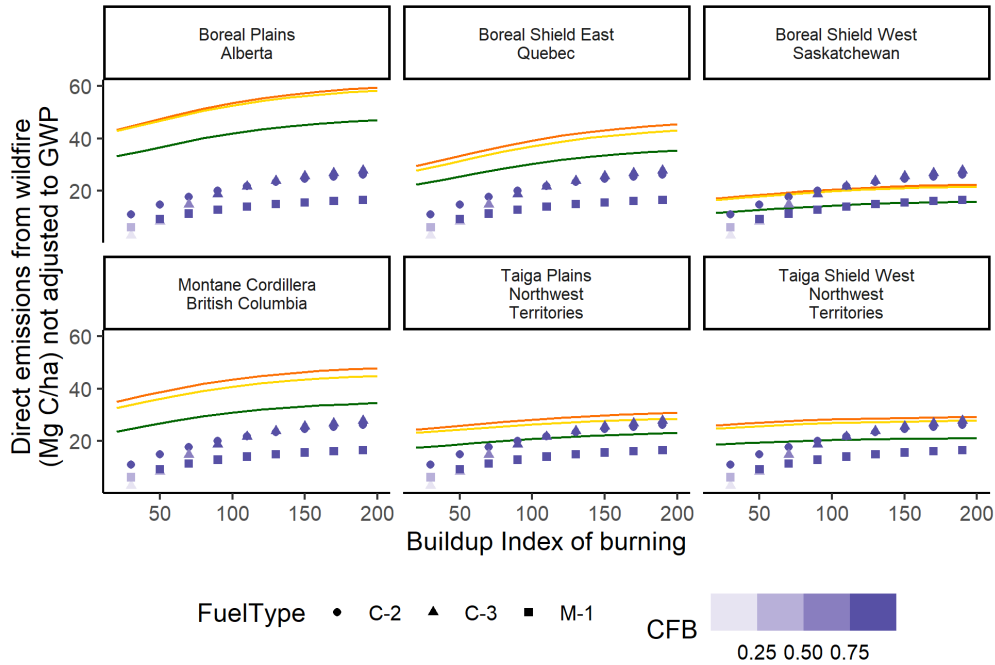 Boreal Plains
Alberta
Boreal Shield East
Quebec
Boreal Shield West
Saskatchewan
60
40
20
Montane Cordillera
British Columbia
Taiga Plains
Northwest
Territories
Taiga Shield West
Northwest
Territories
60
40
20
50 100 150 200
50 100 150 200
50 100 150 200
Direct emissions from wildfire
(Mg C/ha) not adjusted to GWP
Buildup Index of burning
FuelType C-2 C-3 M-1
CFB
0.25 0.50 0.75